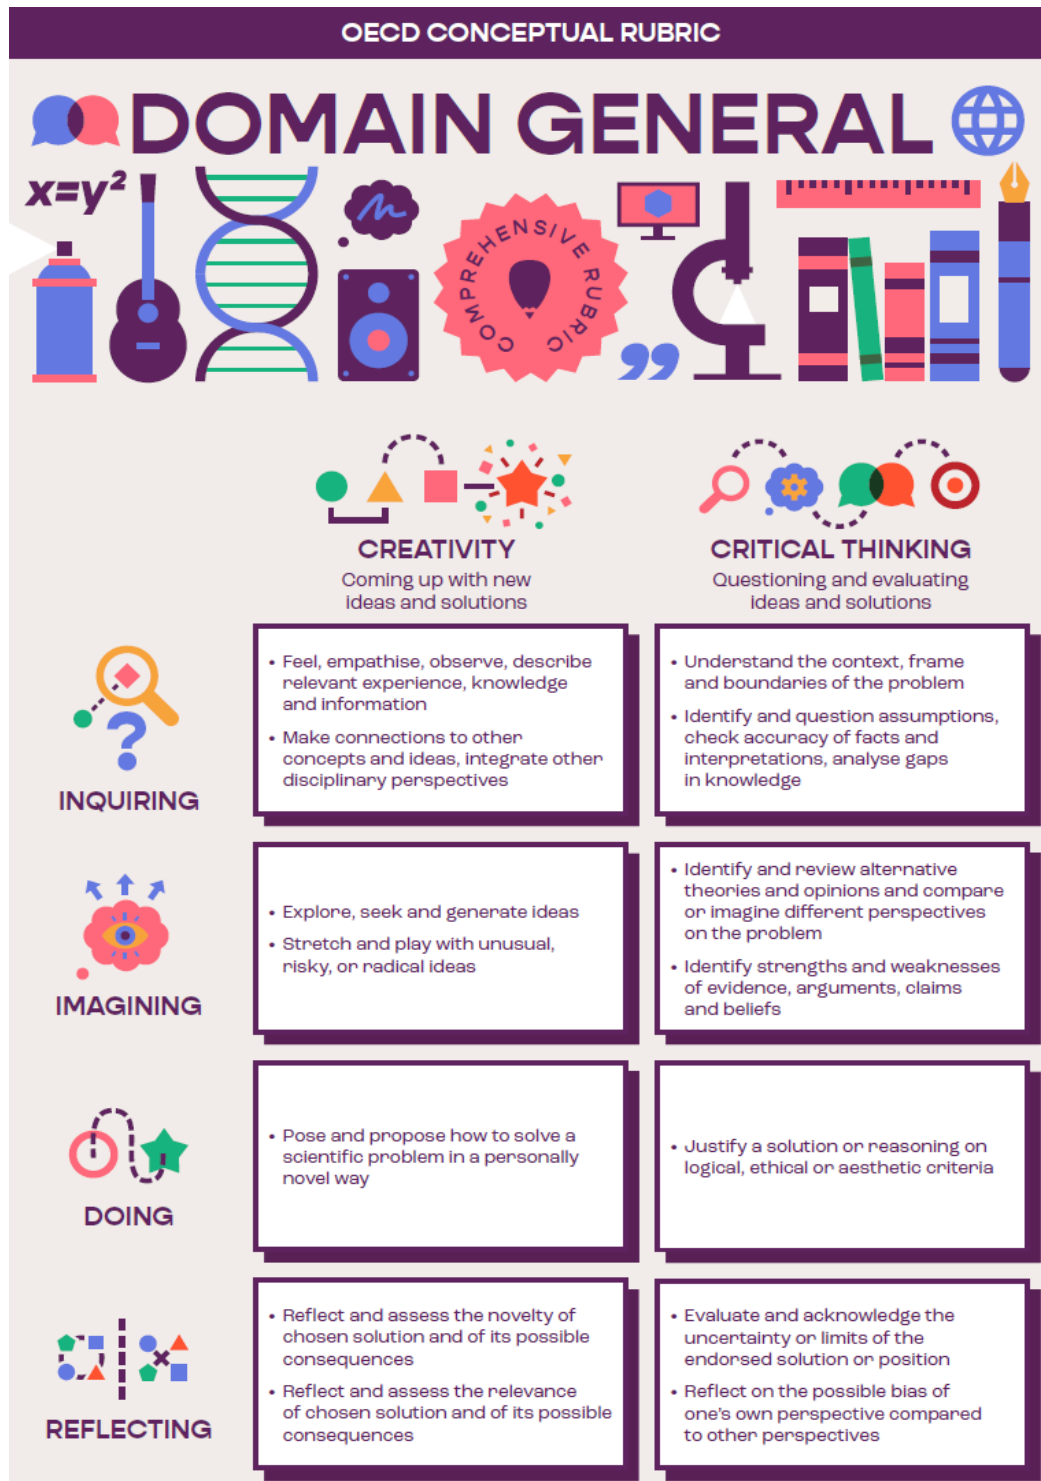 OECD CONCEPTUAL RUBRIC
DOMAIN GENERAL
x=y²
COMPREHENSIVE RUBRIC
CREATIVITY
Coming up with new
ideas and solutions
CRITICAL THINKING
Questioning and evaluating
ideas and solutions
INQUIRING
• Feel, empathise, observe, describe
relevant experience, knowledge
and information
• Make connections to other
concepts and ideas, integrate other
disciplinary perspectives
• Understand the context, frame
and boundaries of the problem
• Identify and question assumptions,
check accuracy of facts and
interpretations, analyse gaps
in knowledge
IMAGINING
• Explore, seek and generate ideas
• Stretch and play with unusual,
risky, or radical ideas
• Identify and review alternative
theories and opinions and compare
or imagine different perspectives
on the problem
• Identify strengths and weaknesses
of evidence, arguments, claims
and beliefs
DOING
• Pose and propose how to solve a
scientific problem in a personally
novel way
• Justify a solution or reasoning on
logical, ethical or aesthetic criteria
REFLECTING
• Reflect and assess the novelty of
chosen solution and of its possible
consequences
• Reflect and assess the relevance
of chosen solution and of its possible
consequences
• Evaluate and acknowledge the
uncertainty or limits of the
endorsed solution or position
• Reflect on the possible bias of
one's own perspective compared
to other perspectives